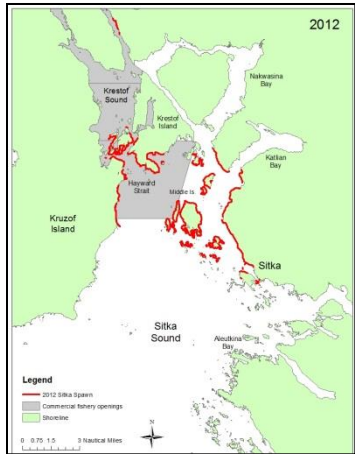 2012
Nakwasina
Bay
Krestof
Sound
Krestof
Island
Katlian
Bay
Hayward
Strait
Middle Is.
Kruzof
Island
Sitka
Sitka
Sound
Aleutkina
Bay
Legend
2012 Sitka Spawn
Commercial fishery openings
Shoreline
N
0 0.75 1.5 3 Nautical Miles